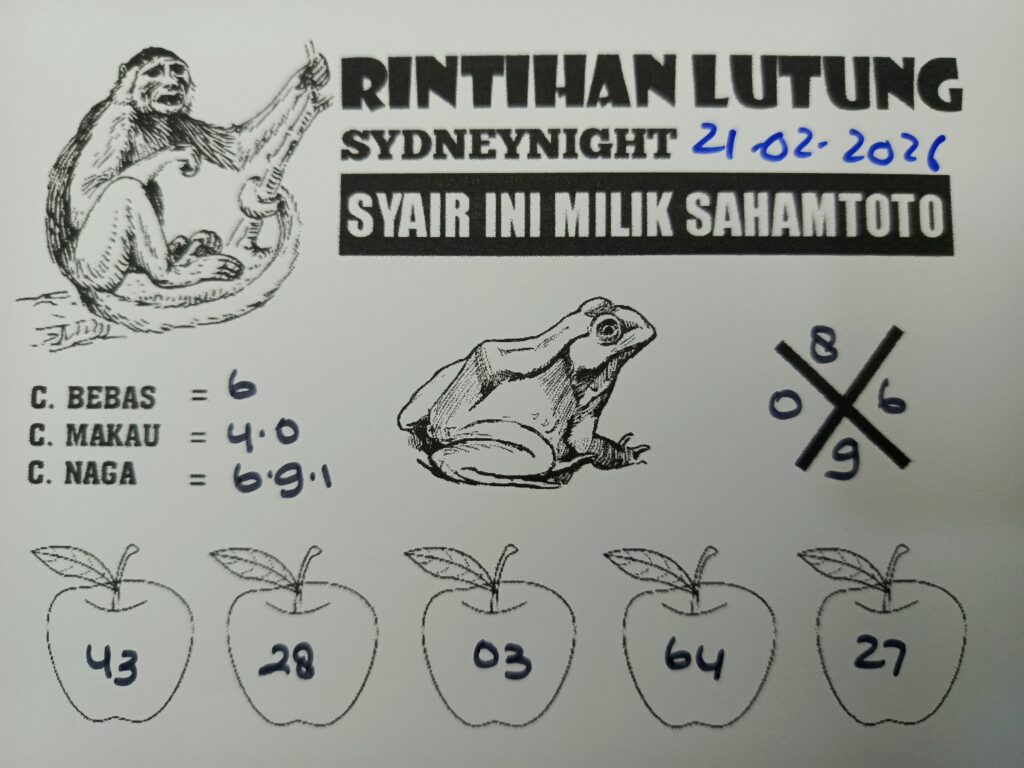 RINTIHAN LUTUNG
SYDNEYNIGHT 21-02-2026
SYAIR INI MILIK SAHAMTOTO
C. BEBAS = 6
C. MAKAU = 4.0
C. NAGA = 6.9.1
8
0 6
9
43 28 03 64 27